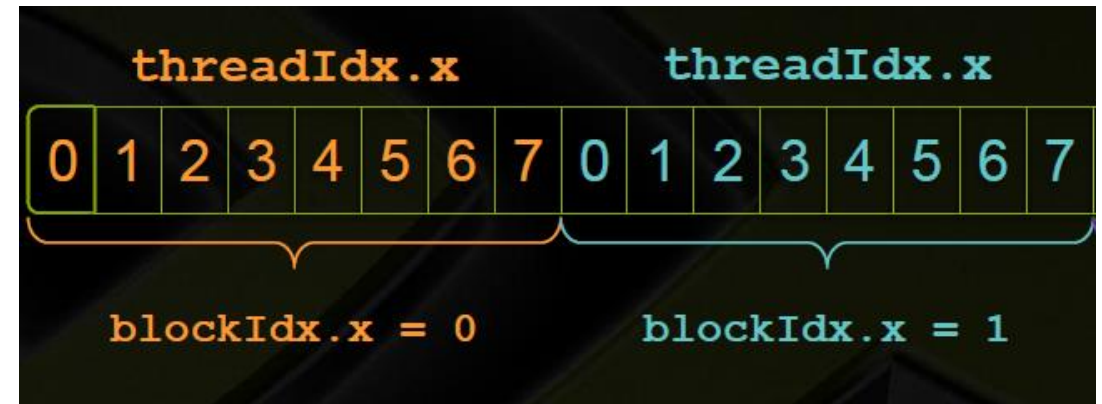 threadIdx.x threadIdx.x
0 1 2 3 4 5 6 7 0 1 2 3 4 5 6 7
blockIdx.x = 0 blockIdx.x = 1